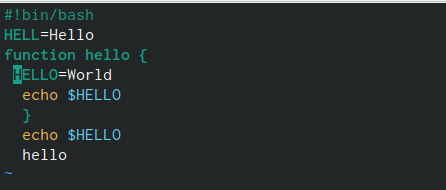 #!bin/bash
HELL=Hello
function hello {
HELLO=World
echo $HELLO
}
echo $HELLO
hello
~